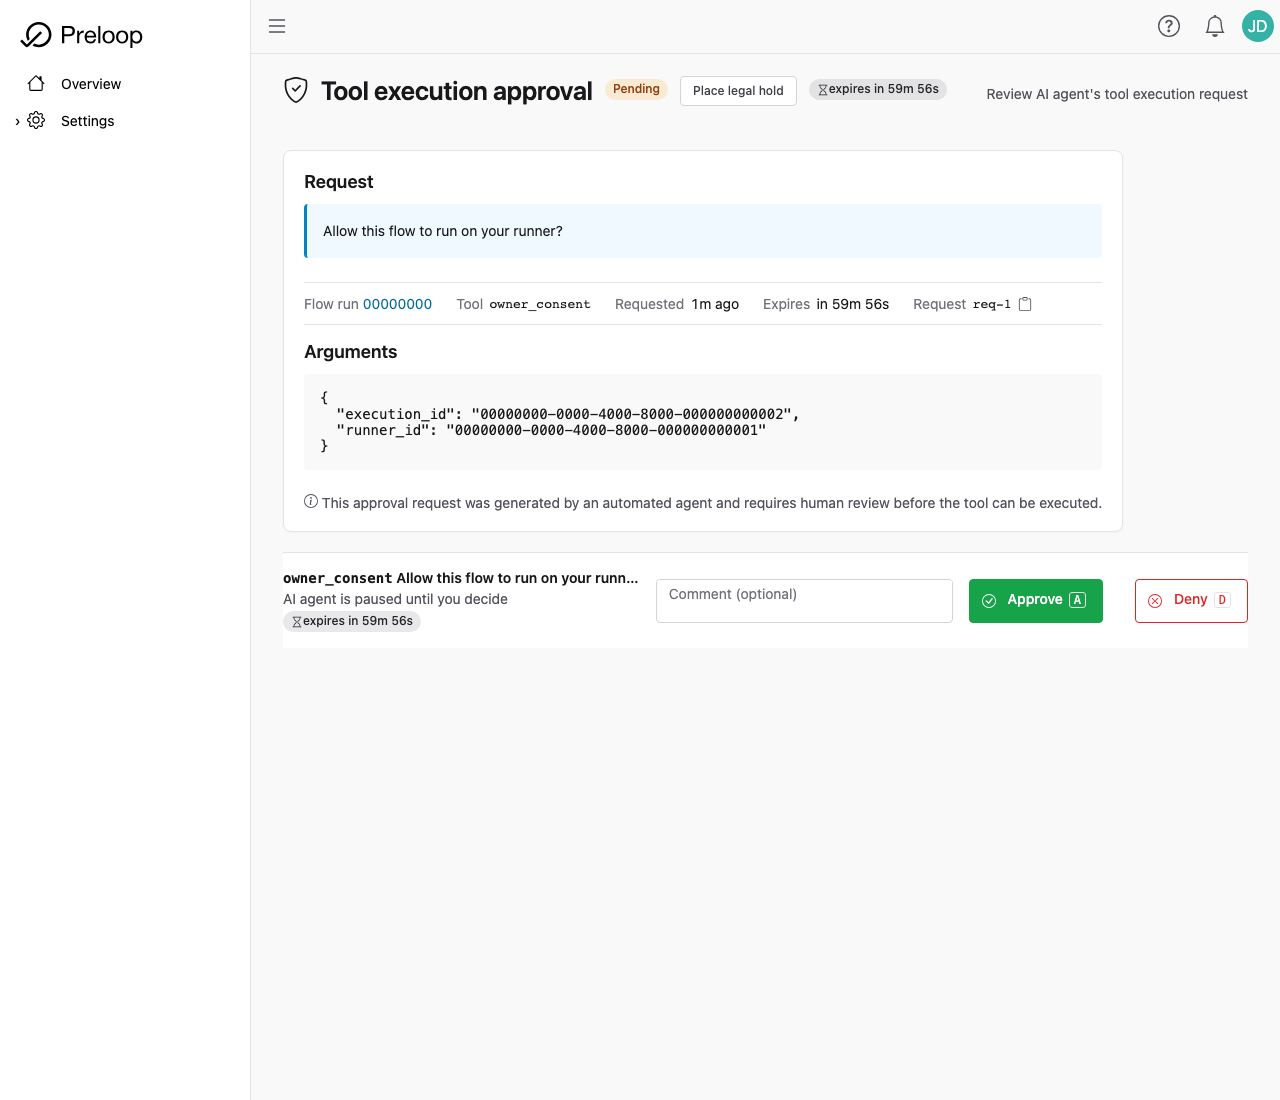 Preloop
JD
Overview
Settings
Tool execution approval
Pending
Place legal hold
expires in 59m 56s
Review AI agent's tool execution request
Request
Allow this flow to run on your runner?
Flow run 00000000 Tool owner_consent Requested 1m ago Expires in 59m 56s Request req-1
Arguments
{
"execution_id": "00000000-0000-4000-8000-000000000002",
"runner_id": "00000000-0000-4000-8000-000000000001"
}
This approval request was generated by an automated agent and requires human review before the tool can be executed.
owner_consent Allow this flow to run on your runn...
AI agent is paused until you decide
expires in 59m 56s
Comment (optional)
Approve A
Deny D